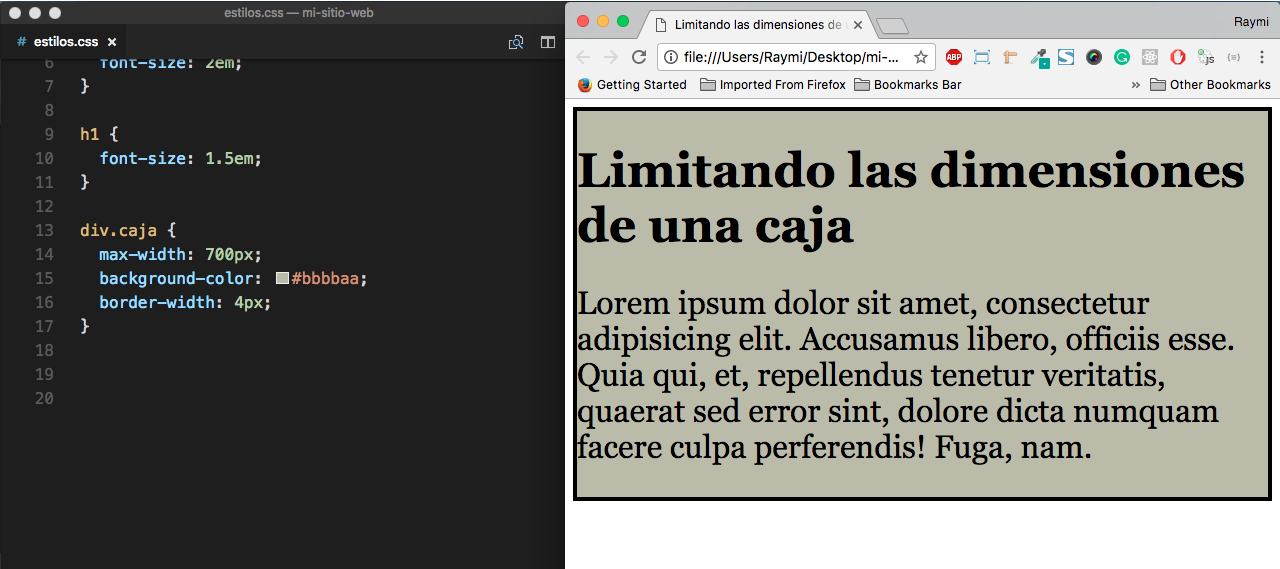 estilos.css — mi-sitio-web
# estilos.css ×
6 font-size: 2em;
7 }
8
9 h1 {
10 font-size: 1.5em;
11 }
12
13 div.caja {
14 max-width: 700px;
15 background-color: #bbbbaa;
16 border-width: 4px;
17 }
18
19
20
Limitando las dimensiones de
Raymi
file:///Users/Raymi/Desktop/mi-...
ABP
js
Getting Started
Imported From Firefox
Bookmarks Bar
» Other Bookmarks
Limitando las dimensiones
de una caja
Lorem ipsum dolor sit amet, consectetur
adipisicing elit. Accusamus libero, officiis esse.
Quia qui, et, repellendus tenetur veritatis,
quaerat sed error sint, dolore dicta numquam
facere culpa perferendis! Fuga, nam.